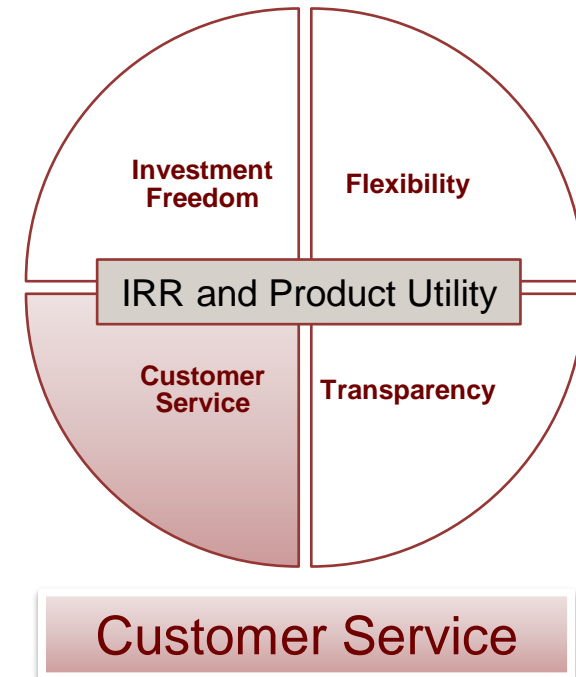 Investment
Freedom
Flexibility
IRR and Product Utility
Customer
Service
Transparency
Customer Service